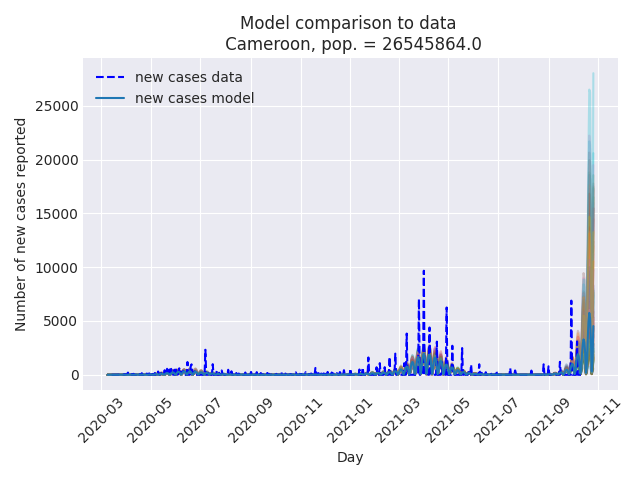 Model comparison to data
Cameroon, pop. = 26545864.0
new cases data
new cases model
Number of new cases reported
25000
20000
15000
10000
5000
0
2020-03
2020-05
2020-07
2020-09
2020-11
2021-01
2021-03
2021-05
2021-07
2021-09
2021-11
Day